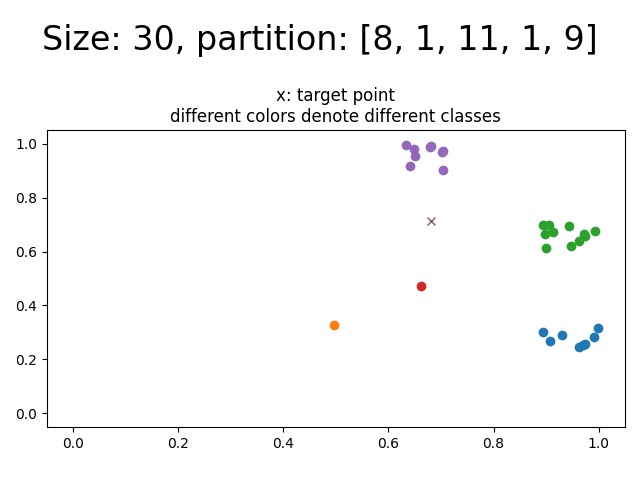 Size: 30, partition: [8, 1, 11, 1, 9]
x: target point
different colors denote different classes
1.0
0.8
0.6
0.4
0.2
0.0
0.0 0.2 0.4 0.6 0.8 1.0